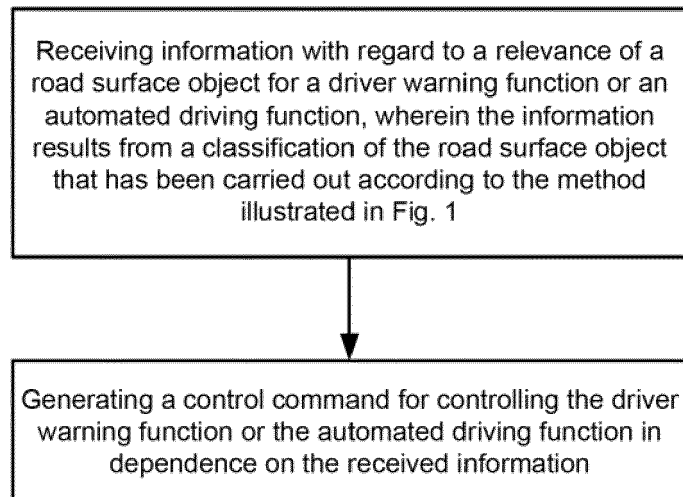 Receiving information with regard to a relevance of a
road surface object for a driver warning function or an
automated driving function, wherein the information
results from a classification of the road surface object
that has been carried out according to the method
illustrated in Fig. 1
Generating a control command for controlling the driver
warning function or the automated driving function in
dependence on the received information